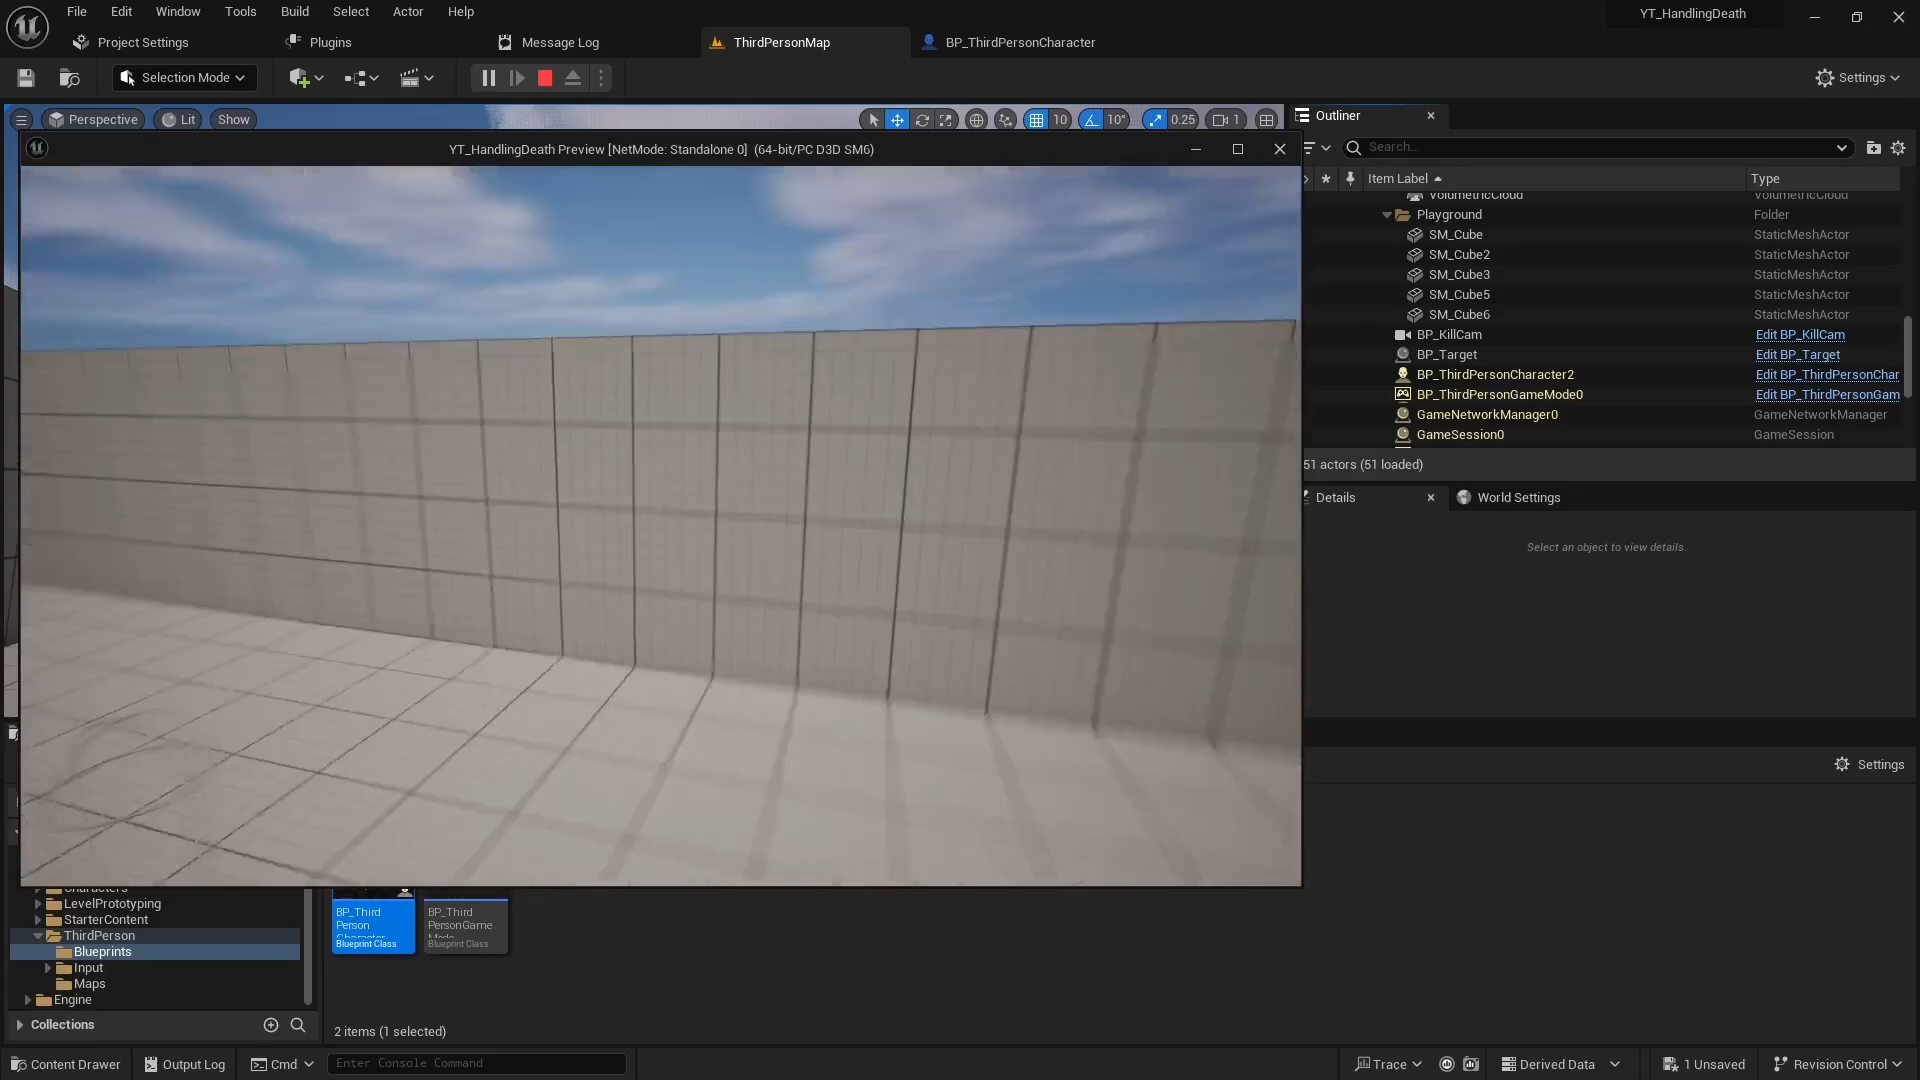 File Edit Window Tools Build Select Actor Help
YT_HandlingDeath
Project Settings
Plugins
Message Log
ThirdPersonMap
BP_ThirdPersonCharacter
Selection Mode
Settings
Perspective
Lit
Show
10
10°
0.25
1
Outliner
YT_HandlingDeath Preview [NetMode: Standalone 0] (64-bit/PC D3D SM6)
Search...
Item Label
Type
VolumetricCloud VolumetricCloud
Playground Folder
SM_Cube StaticMeshActor
SM_Cube2 StaticMeshActor
SM_Cube3 StaticMeshActor
SM_Cube5 StaticMeshActor
SM_Cube6 StaticMeshActor
BP_KillCam Edit BP_KillCam
BP_Target Edit BP_Target
BP_ThirdPersonCharacter2 Edit BP_ThirdPersonChar
BP_ThirdPersonGameMode0 Edit BP_ThirdPersonGam
GameNetworkManager0 GameNetworkManager
GameSession0 GameSession
51 actors (51 loaded)
Details
World Settings
Select an object to view details.
Settings
Characters
LevelPrototyping
StarterContent
ThirdPerson
Blueprints
Input
Maps
Engine
Collections
BP_Third
Person
Character
Blueprint Class
BP_Third
PersonGame
Mode
Blueprint Class
2 items (1 selected)
Content Drawer
Output Log
Cmd
Enter Console Command
Trace
Derived Data
1 Unsaved
Revision Control